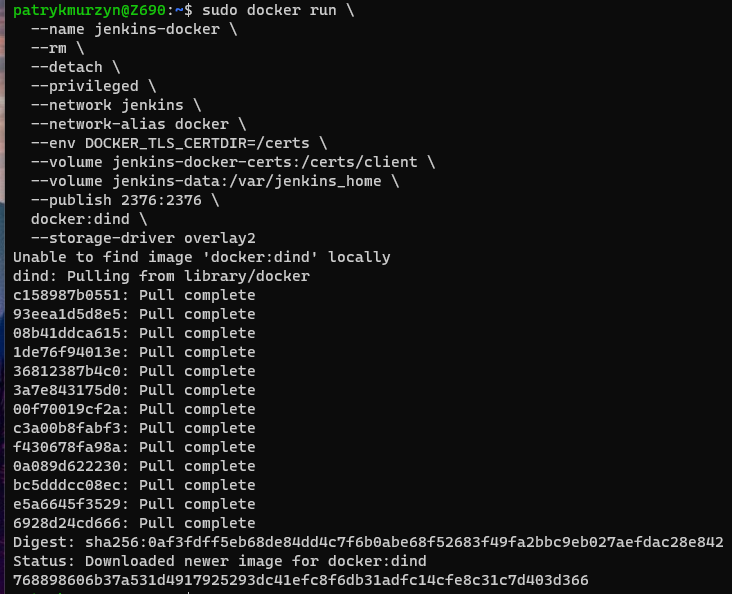 patrykmurzyn@Z690:~$ sudo docker run \
--name jenkins-docker \
--rm \
--detach \
--privileged \
--network jenkins \
--network-alias docker \
--env DOCKER_TLS_CERTDIR=/certs \
--volume jenkins-docker-certs:/certs/client \
--volume jenkins-data:/var/jenkins_home \
--publish 2376:2376 \
docker:dind \
--storage-driver overlay2
Unable to find image 'docker:dind' locally
dind: Pulling from library/docker
c158987b0551: Pull complete
93eea1d5d8e5: Pull complete
08b41ddca615: Pull complete
1de76f94013e: Pull complete
36812387b4c0: Pull complete
3a7e843175d0: Pull complete
00f70019cf2a: Pull complete
c3a00b8fabf3: Pull complete
f430678fa98a: Pull complete
0a089d622230: Pull complete
bc5dddcc08ec: Pull complete
e5a6645f3529: Pull complete
6928d24cd666: Pull complete
Digest: sha256:0af3fdff5eb68de84dd4c7f6b0abe68f52683f49fa2bbc9eb027aefdac28e842
Status: Downloaded newer image for docker:dind
768898606b37a531d4917925293dc41efc8f6db31adfc14cfe8c31c7d403d366